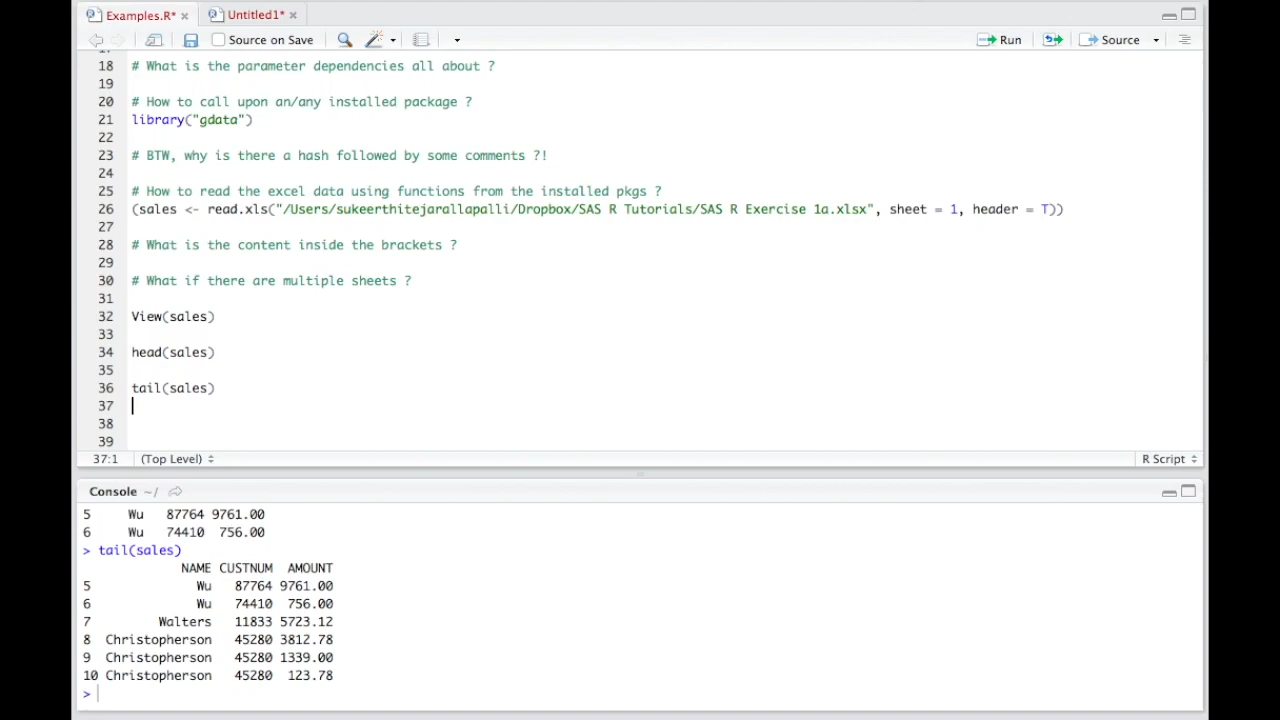 Examples.R* Untitled1*
Source on Save Run Source
18 # What is the parameter dependencies all about ?
19
20 # How to call upon an/any installed package ?
21 library("gdata")
22
23 # BTW, why is there a hash followed by some comments ?!
24
25 # How to read the excel data using functions from the installed pkgs ?
26 (sales <- read.xls("/Users/sukeerthitejarallapalli/Dropbox/SAS R Tutorials/SAS R Exercise 1a.xlsx", sheet = 1, header = T))
27
28 # What is the content inside the brackets ?
29
30 # What if there are multiple sheets ?
31
32 View(sales)
33
34 head(sales)
35
36 tail(sales)
37
38
39
37:1 (Top Level) R Script
Console ~/
5 Wu 87764 9761.00
6 Wu 74410 756.00
> tail(sales)
NAME CUSTNUM AMOUNT
5 Wu 87764 9761.00
6 Wu 74410 756.00
7 Walters 11833 5723.12
8 Christopherson 45280 3812.78
9 Christopherson 45280 1339.00
10 Christopherson 45280 123.78
>